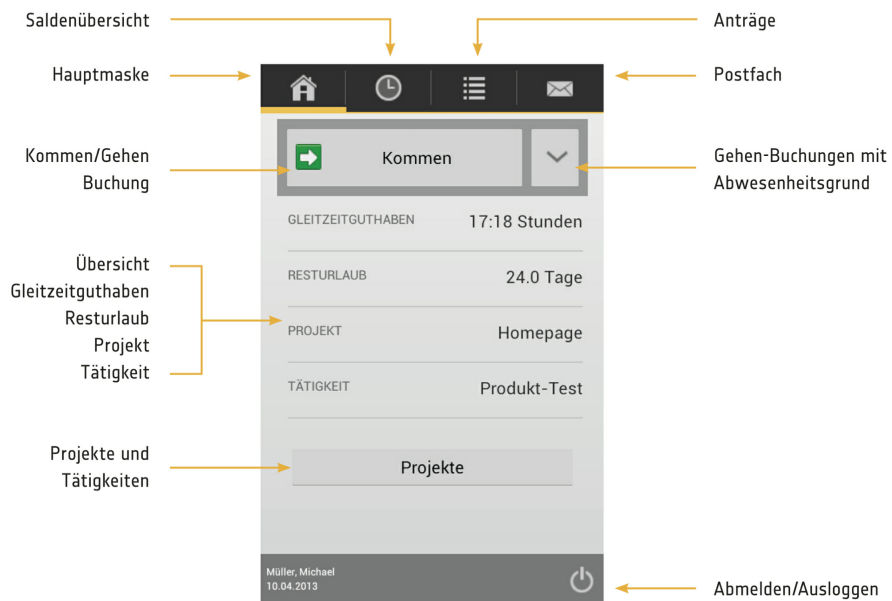 Saldenübersicht
Anträge
Hauptmaske
Postfach
Kommen/Gehen
Buchung
Kommen
Gehen-Buchungen mit
Abwesenheitsgrund
GLEITZEITGUTHABEN 17:18 Stunden
RESTURLAUB 24.0 Tage
PROJEKT Homepage
TÄTIGKEIT Produkt-Test
Übersicht
Gleitzeitguthaben
Resturlaub
Projekt
Tätigkeit
Projekte und
Tätigkeiten
Projekte
Müller, Michael
10.04.2013
Abmelden/Ausloggen